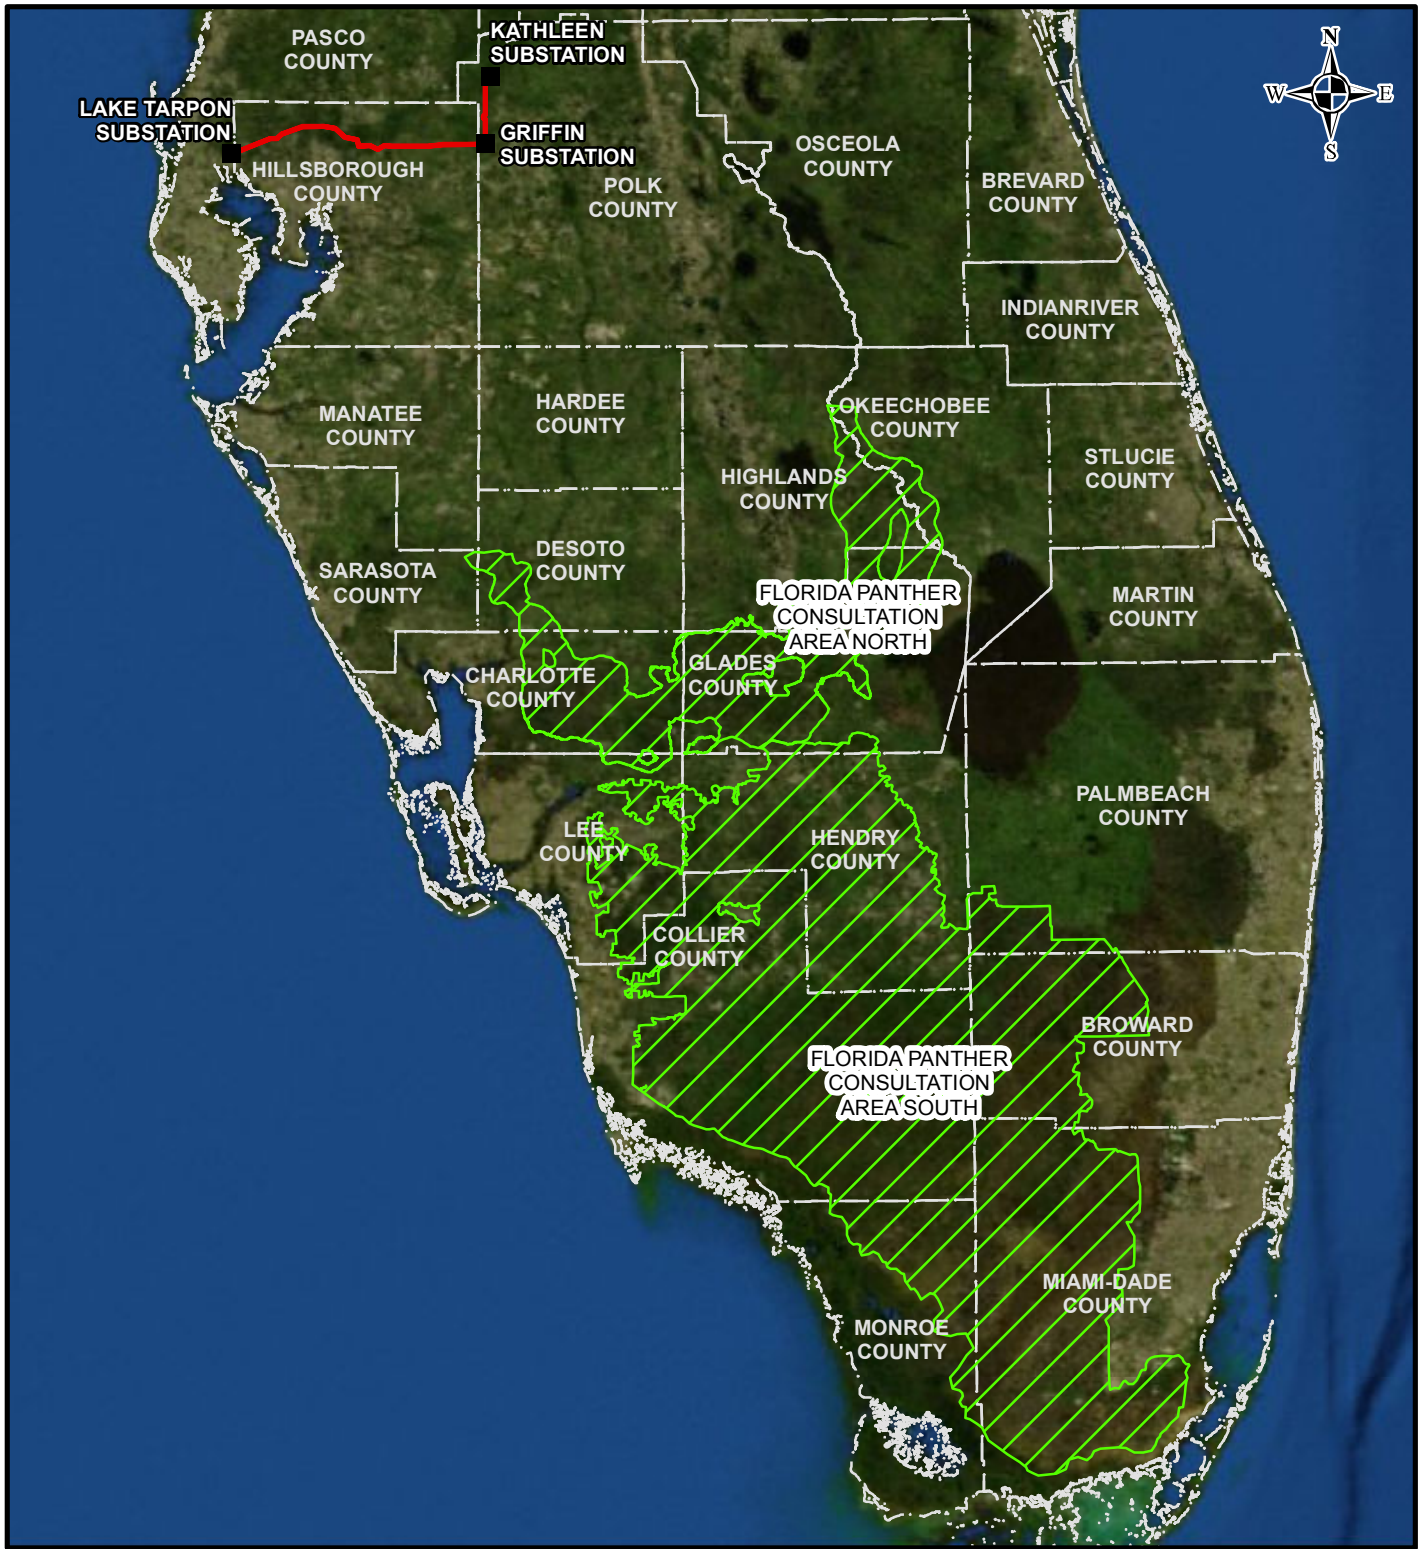 PASCO
COUNTY
KATHLEEN
SUBSTATION
N
W
E
S
LAKE TARPON
SUBSTATION
GRIFFIN
SUBSTATION
OSCEOLA
COUNTY
HILLSBOROUGH
COUNTY
POLK
COUNTY
BREVARD
COUNTY
INDIANRIVER
COUNTY
MANATEE
COUNTY
HARDEE
COUNTY
OKEECHOBEE
COUNTY
HIGHLANDS
COUNTY
STLUCIE
COUNTY
SARASOTA
COUNTY
DESOTO
COUNTY
FLORIDA PANTHER
CONSULTATION
AREA NORTH
MARTIN
COUNTY
CHARLOTTE
COUNTY
GLADES
COUNTY
PALMBEACH
COUNTY
LEE
COUNTY
HENDRY
COUNTY
COLLIER
COUNTY
BROWARD
COUNTY
FLORIDA PANTHER
CONSULTATION
AREA SOUTH
MIAMI-DADE
COUNTY
MONROE
COUNTY